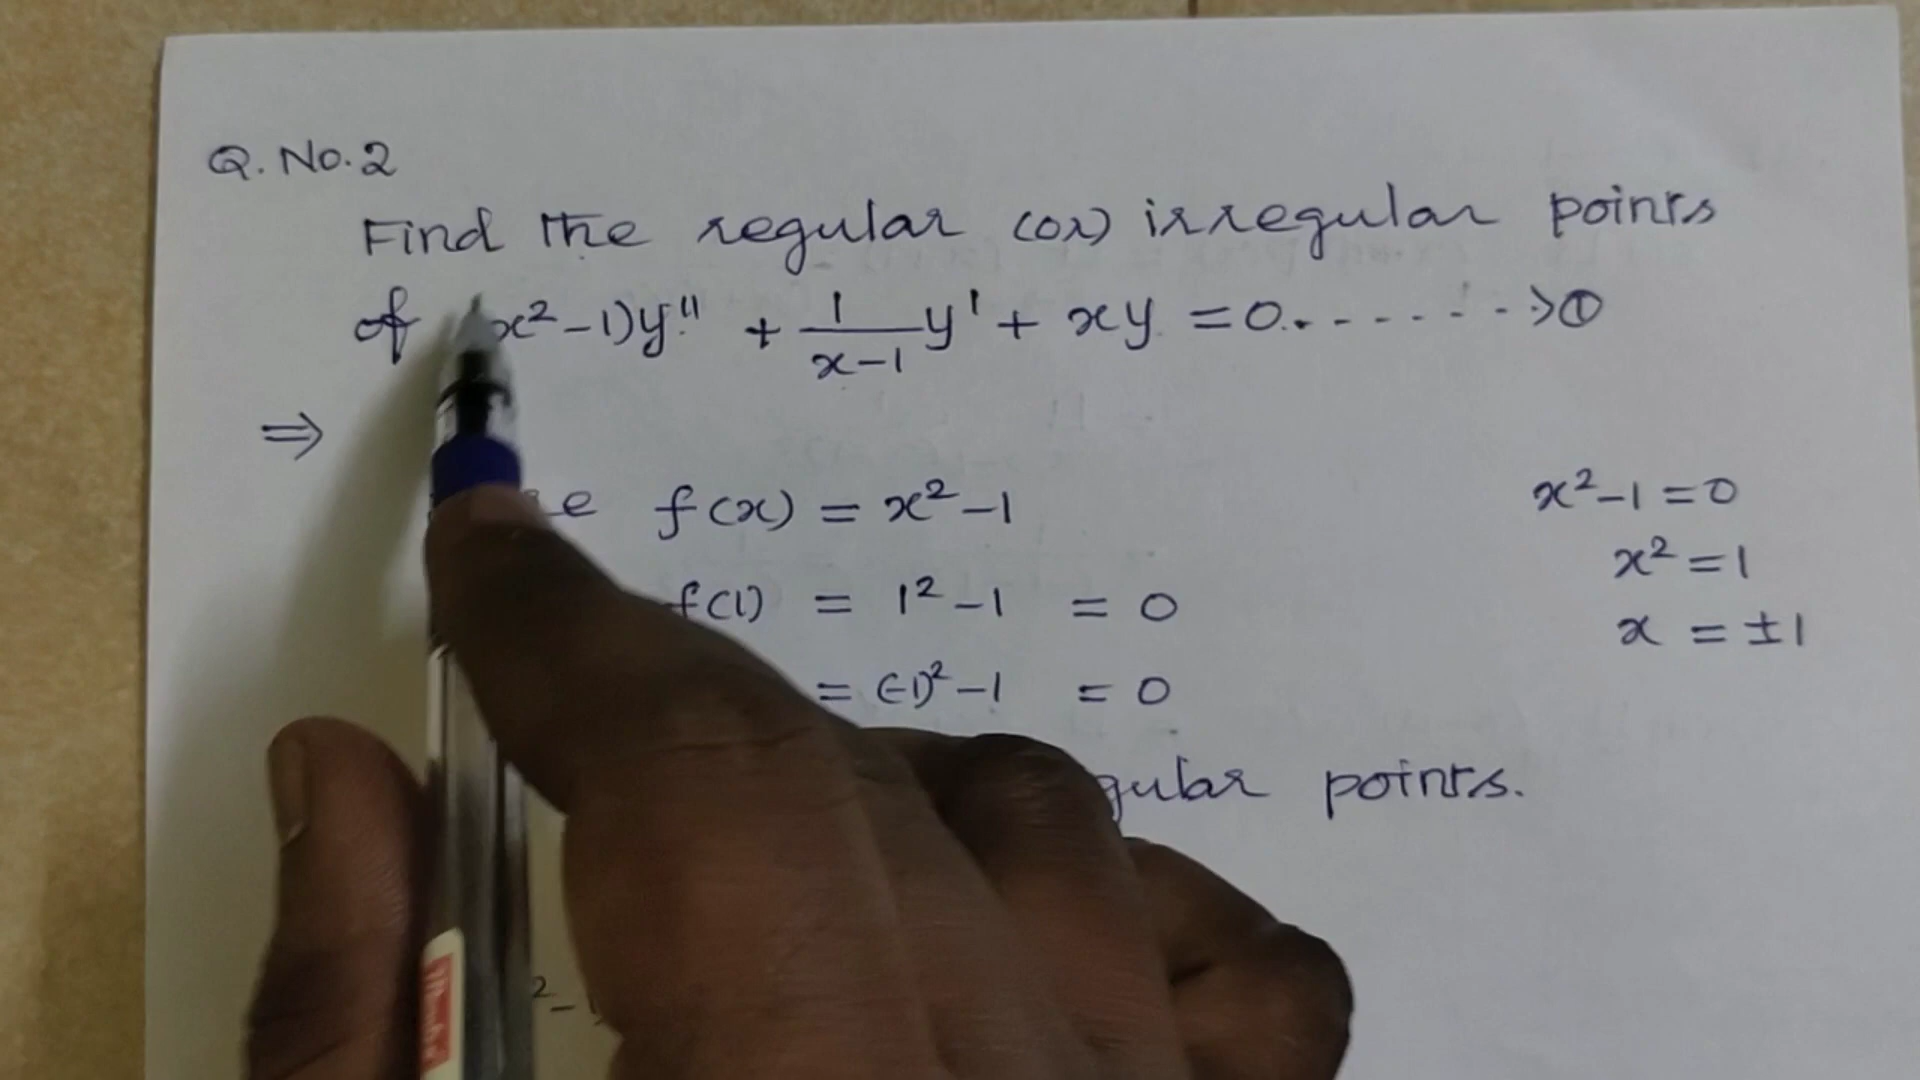 Q. No. 2
Find the regular (or) irregular points
of x²-1)y'' + 1/(x-1) y' + xy = 0. - - - - - - -> ①
⇒
f(x) = x²-1
x²-1 = 0
x² = 1
f(1) = 1²-1 = 0
x = ±1
= (-1)²-1 = 0
points.